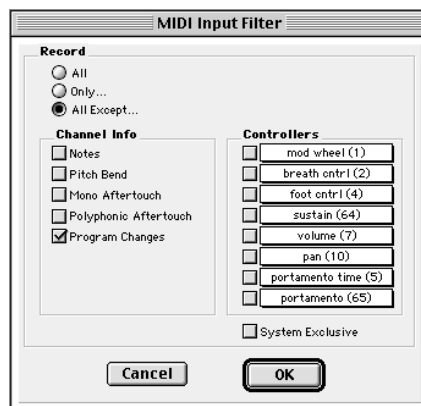 MIDI Input Filter
Record
All
Only...
All Except...
Channel Info
Notes
Pitch Bend
Mono Aftertouch
Polyphonic Aftertouch
Program Changes
Controllers
mod wheel (1)
breath cntrl (2)
foot cntrl (4)
sustain (64)
volume (7)
pan (10)
portamento time (5)
portamento (65)
System Exclusive
Cancel
OK